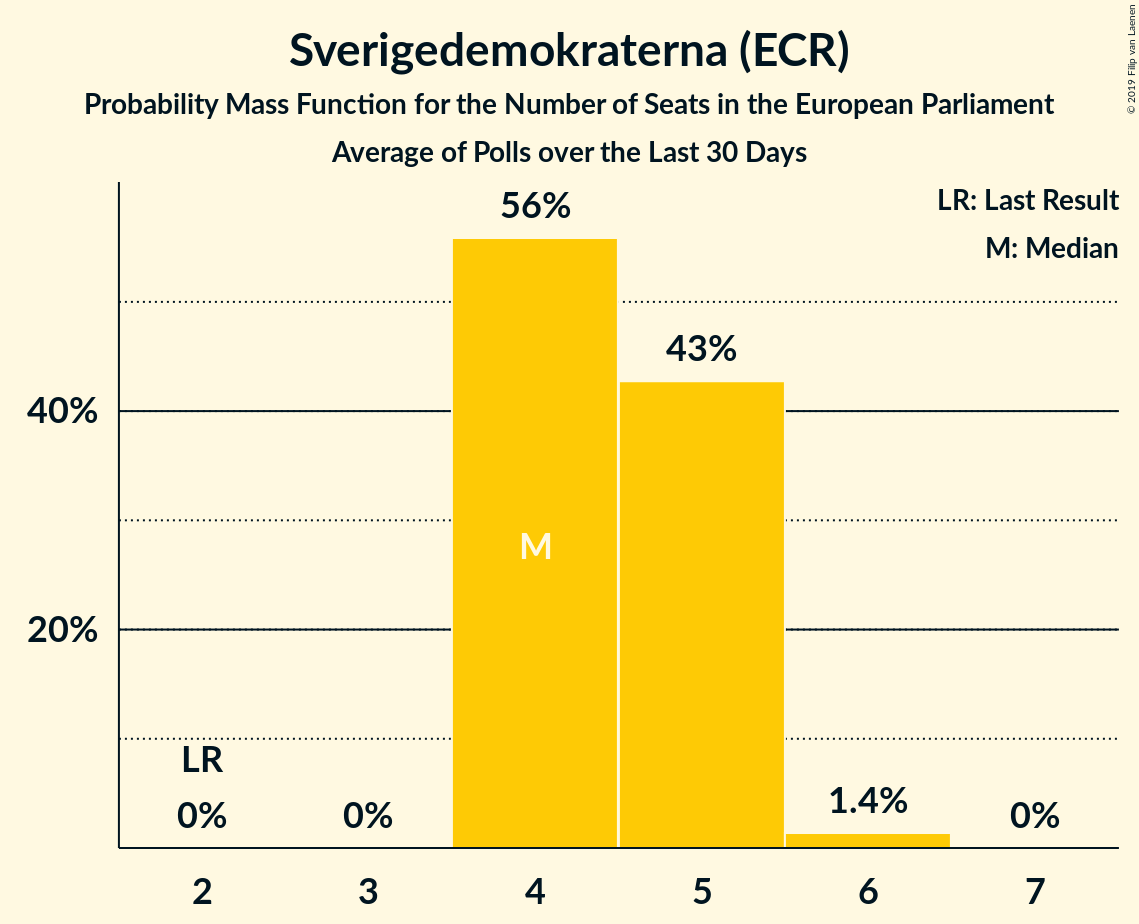 Sverigedemokraterna (ECR)
Probability Mass Function for the Number of Seats in the European Parliament
Average of Polls over the Last 30 Days
© 2019 Filip van Laenen
LR: Last Result
M: Median
56%
43%
40%
M
20%
LR
0%
0%
1.4%
0%
2
3
4
5
6
7